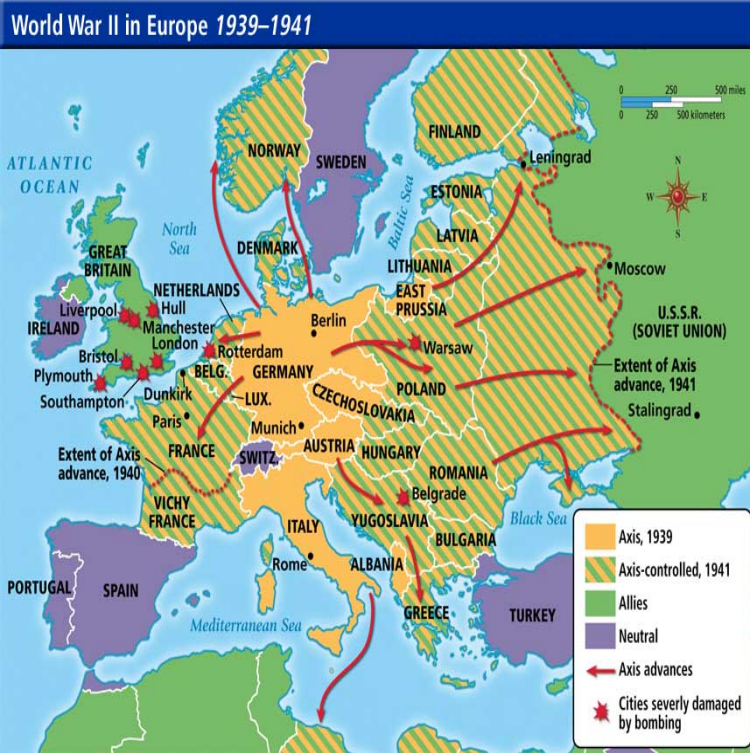 World War II in Europe 1939–1941
0 250 500 miles
0 250 500 kilometers
N
W E
S
ATLANTIC
OCEAN
North
Sea
Baltic Sea
NORWAY
SWEDEN
FINLAND
Leningrad
ESTONIA
LATVIA
LITHUANIA
EAST
PRUSSIA
DENMARK
Moscow
U.S.S.R.
(SOVIET UNION)
GREAT
BRITAIN
IRELAND
Liverpool
Hull
Manchester
London
Bristol
Plymouth
Southampton
NETHERLANDS
Rotterdam
BELG.
LUX.
Dunkirk
Paris
FRANCE
Berlin
GERMANY
Munich
Warsaw
POLAND
CZECHOSLOVAKIA
AUSTRIA
HUNGARY
SWITZ.
ROMANIA
Extent of Axis
advance, 1941
Stalingrad
Extent of Axis
advance, 1940
VICHY
FRANCE
ITALY
Rome
YUGOSLAVIA
Belgrade
BULGARIA
ALBANIA
GREECE
Black Sea
TURKEY
PORTUGAL
SPAIN
Mediterranean Sea
Axis, 1939
Axis-controlled, 1941
Allies
Neutral
Axis advances
Cities severly damaged
by bombing